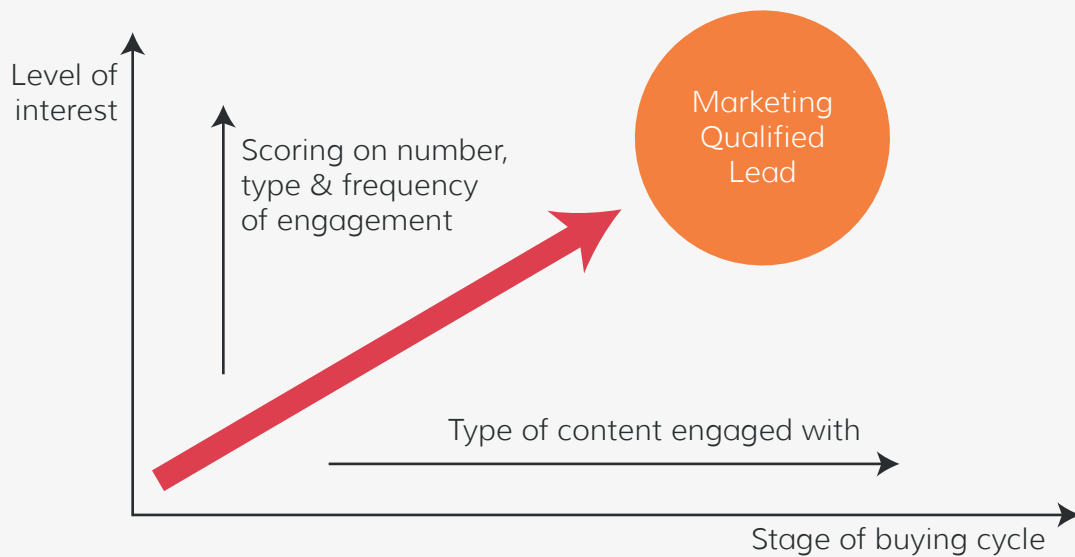 Level of
interest
Scoring on number,
type & frequency
of engagement
Marketing
Qualified
Lead
Type of content engaged with
Stage of buying cycle